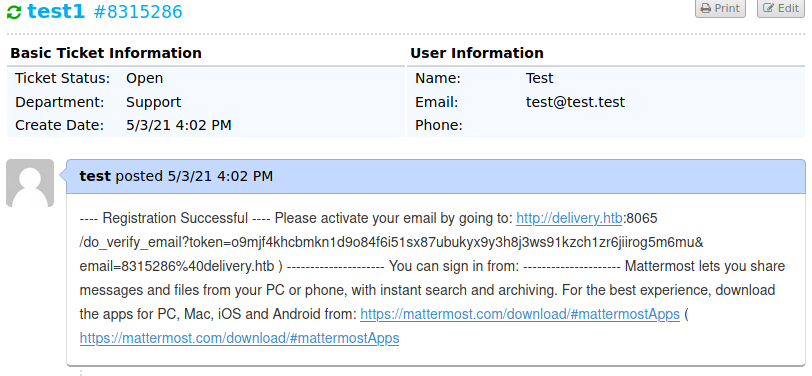 test1 #8315286 Print Edit
Basic Ticket Information User Information
Ticket Status: Open Name: Test
Department: Support Email: test@test.test
Create Date: 5/3/21 4:02 PM Phone:
test posted 5/3/21 4:02 PM
---- Registration Successful ---- Please activate your email by going to: http://delivery.htb:8065
/do_verify_email?token=o9mjf4khcbmkn1d9o84f6i51sx87ubukyx9y3h8j3ws91kzch1zr6jiirog5m6mu&
email=8315286%40delivery.htb ) --------------------- You can sign in from: --------------------- Mattermost lets you share
messages and files from your PC or phone, with instant search and archiving. For the best experience, download
the apps for PC, Mac, iOS and Android from: https://mattermost.com/download/#mattermostApps (
https://mattermost.com/download/#mattermostApps